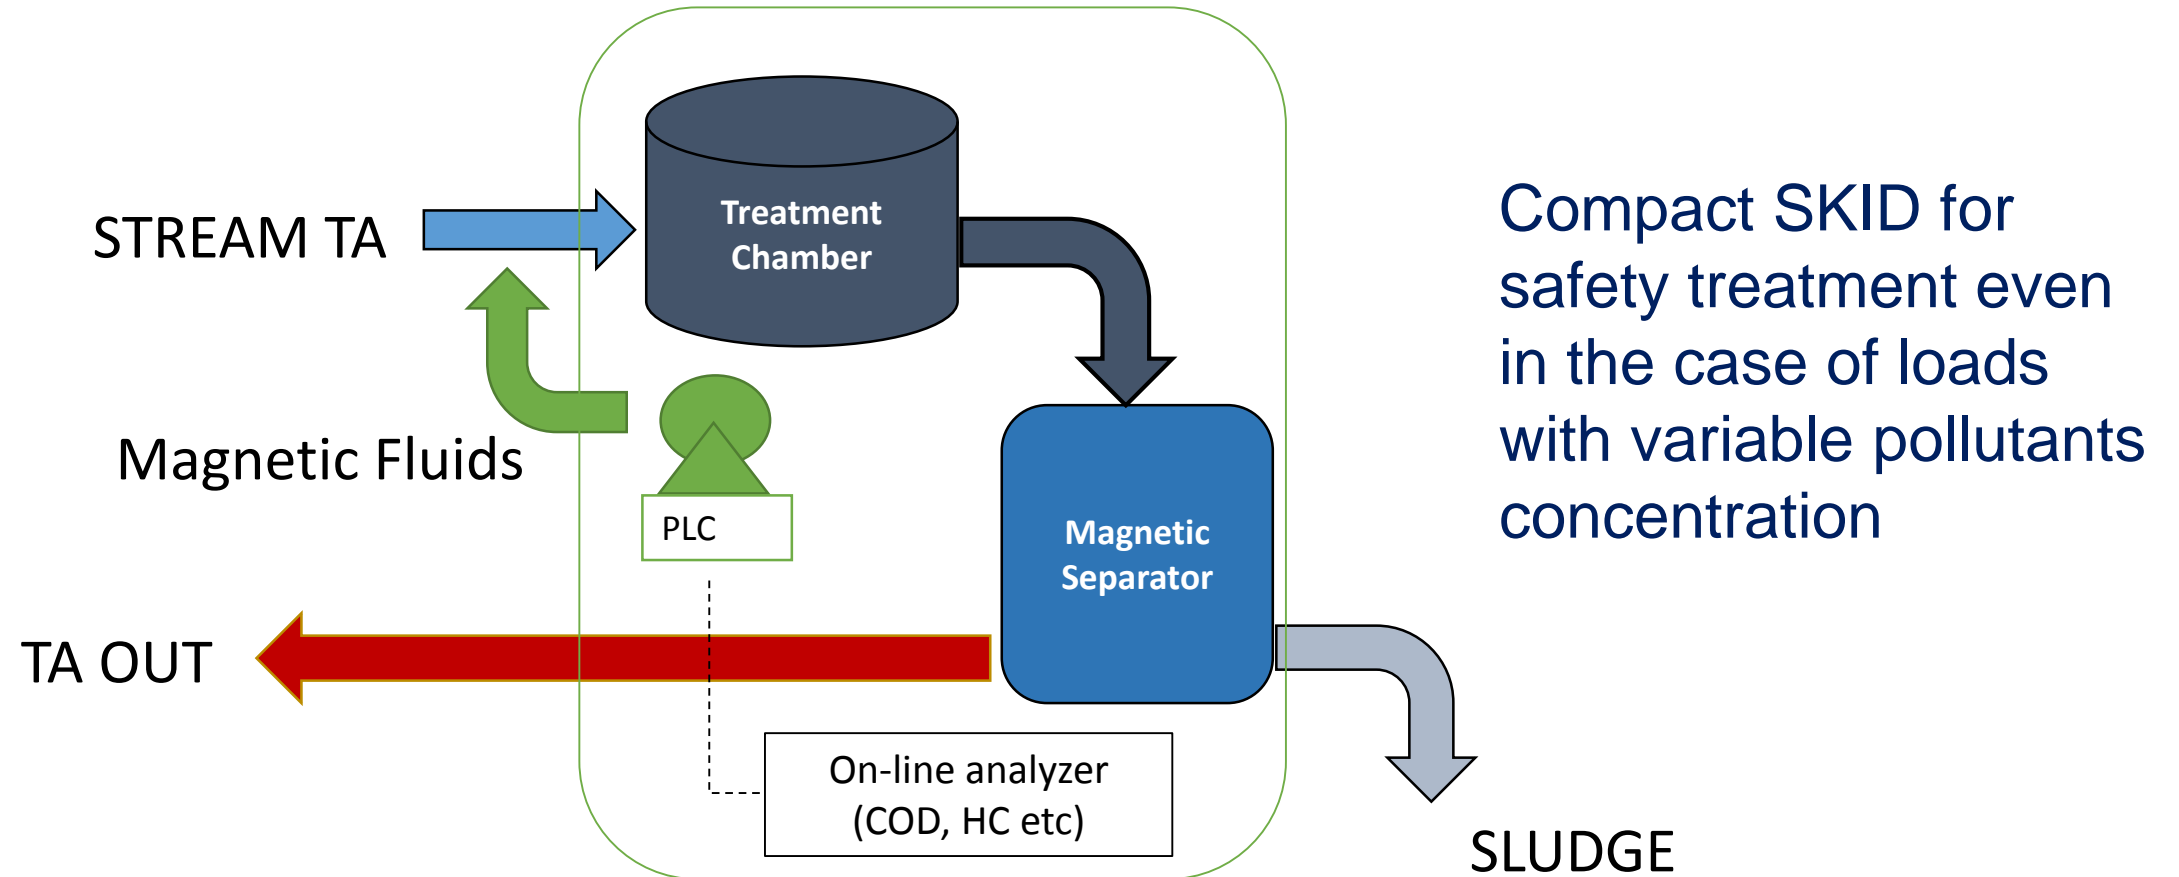 STREAM TA
Treatment
Chamber
Magnetic Fluids
PLC
Magnetic
Separator
TA OUT
On-line analyzer
(COD, HC etc)
SLUDGE
Compact SKID for
safety treatment even
in the case of loads
with variable pollutants
concentration